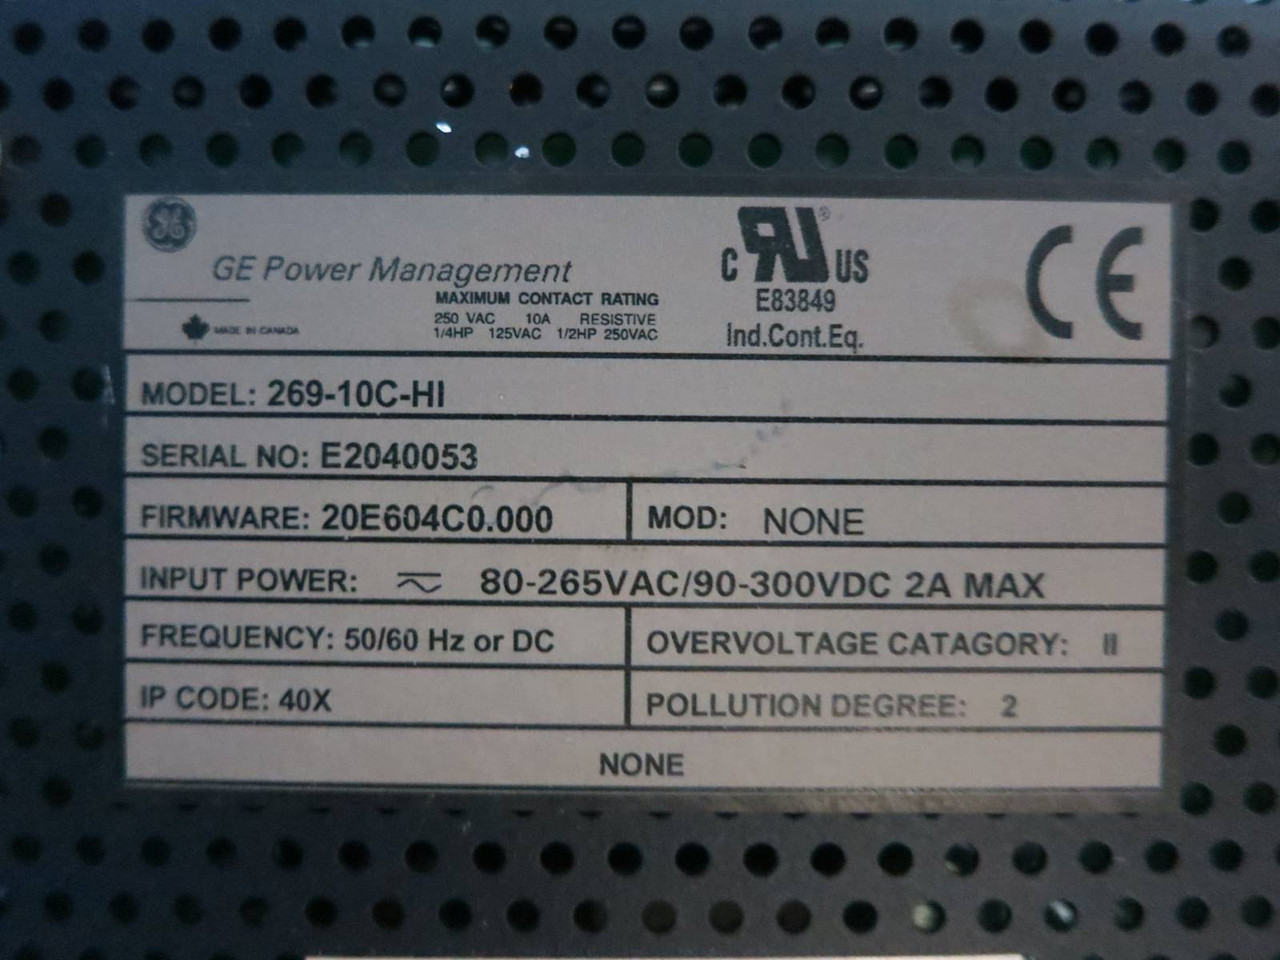 GE
GE Power Management
MAXIMUM CONTACT RATING
250 VAC 10A RESISTIVE
1/4HP 125VAC 1/2HP 250VAC
MADE IN CANADA
C RU® US
E83849
Ind.Cont.Eq.
CE
MODEL: 269-10C-HI
SERIAL NO: E2040053
FIRMWARE: 20E604C0.000
MOD: NONE
INPUT POWER: 80-265VAC/90-300VDC 2A MAX
FREQUENCY: 50/60 Hz or DC
OVERVOLTAGE CATAGORY: II
IP CODE: 40X
POLLUTION DEGREE: 2
NONE